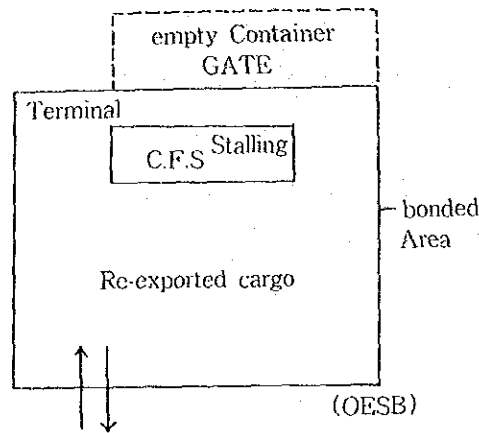 empty Container
GATE
Terminal
C.F.S Stalling
bonded
Area
Re-exported cargo
(OESB)